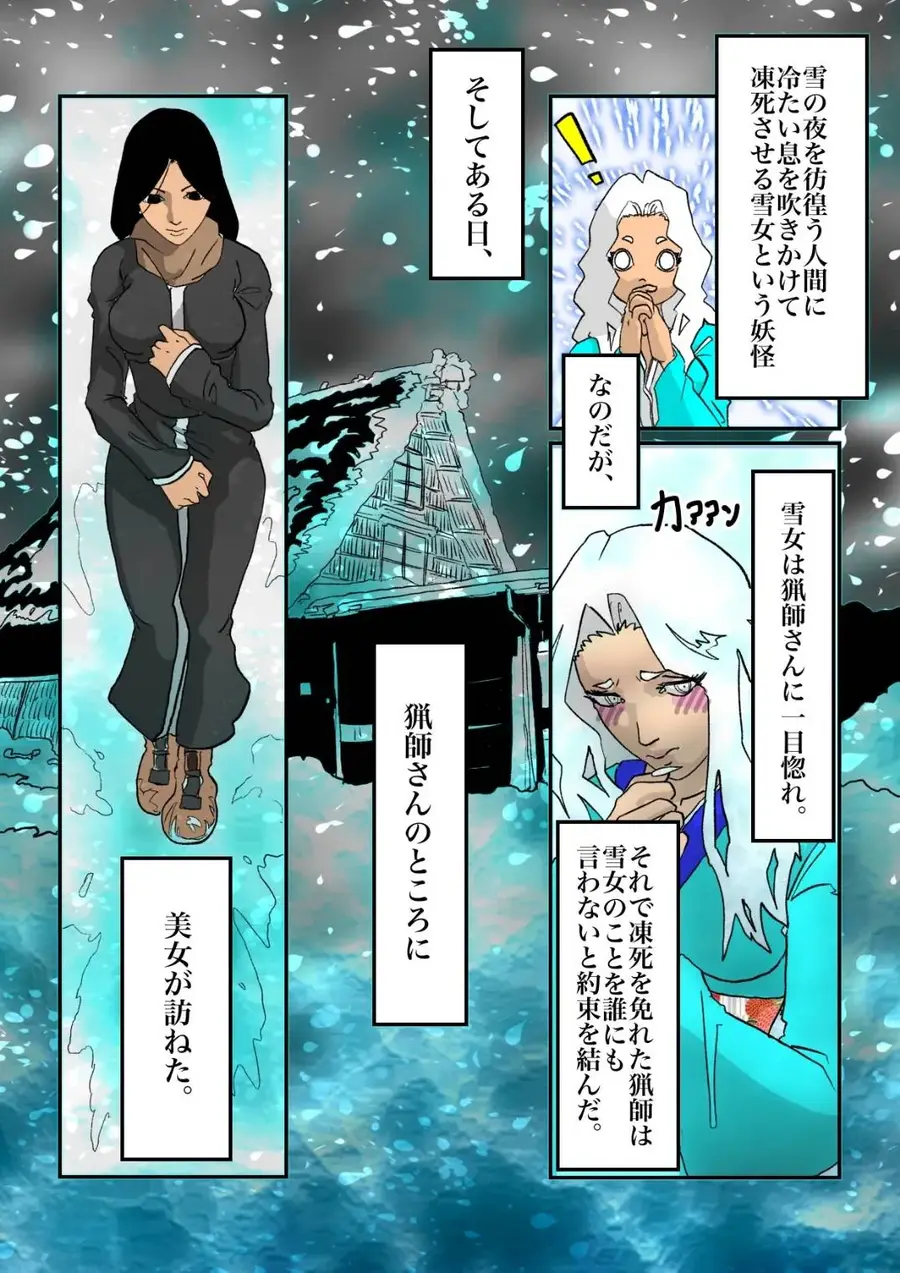 雪の夜を彷徨う人間に
冷たい息を吹きかけて
凍死させる雪女という妖怪
なのだが、
雪女は猟師さんに一目惚れ。
カァァァン
それで凍死を免れた猟師は
雪女のことを誰にも
言わないと約束を結んだ。
そしてある日、
猟師さんのところに
美女が訪ねた。